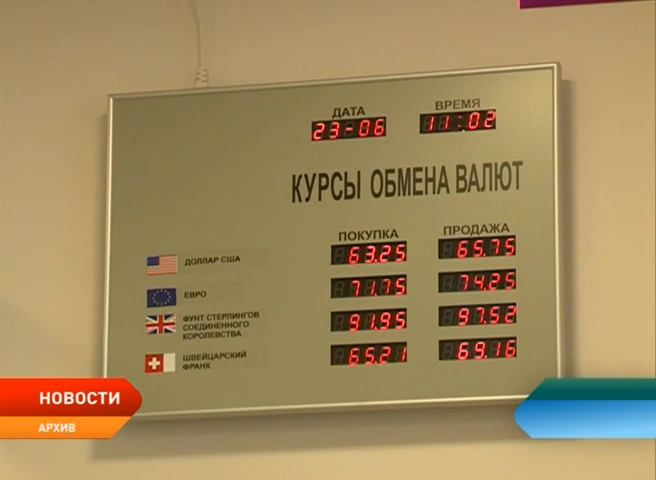 ДАТА ВРЕМЯ
23-06 11:02
КУРСЫ ОБМЕНА ВАЛЮТ
ПОКУПКА ПРОДАЖА
ДОЛЛАР США 63.25 65.75
ЕВРО 71.75 74.25
ФУНТ СТЕРЛИНГОВ
СОЕДИНЕННОГО
КОРОЛЕВСТВА
91.95 97.52
ШВЕЙЦАРСКИЙ
ФРАНК
65.21 69.16
НОВОСТИ
АРХИВ